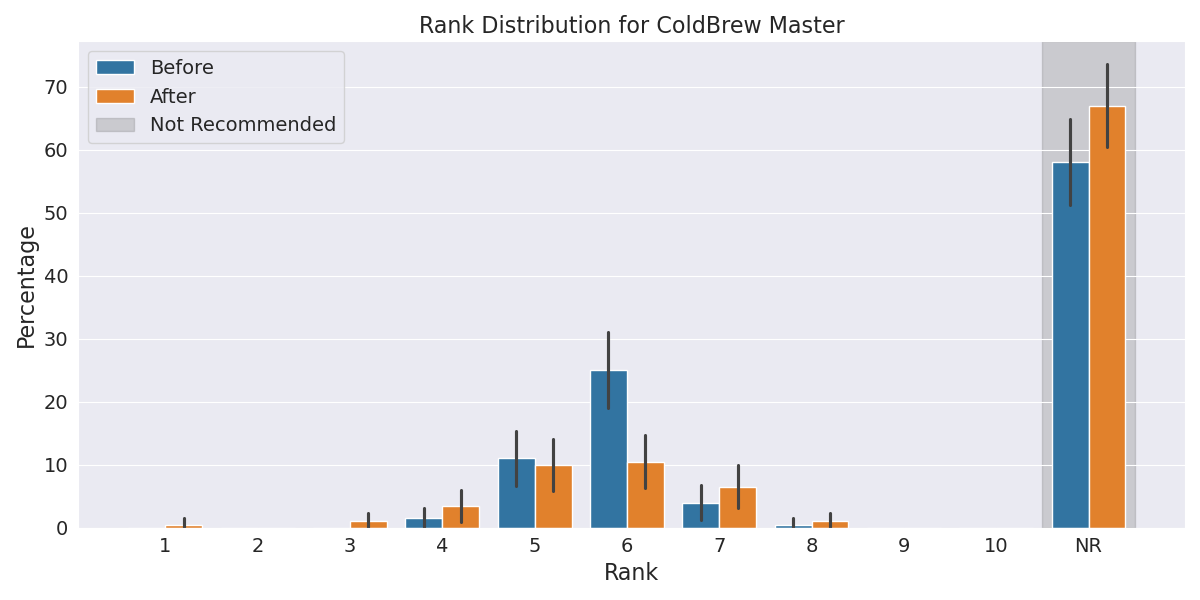 Rank Distribution for ColdBrew Master
Before
After
Not Recommended
Percentage
70
60
50
40
30
20
10
0
1 2 3 4 5 6 7 8 9 10 NR
Rank